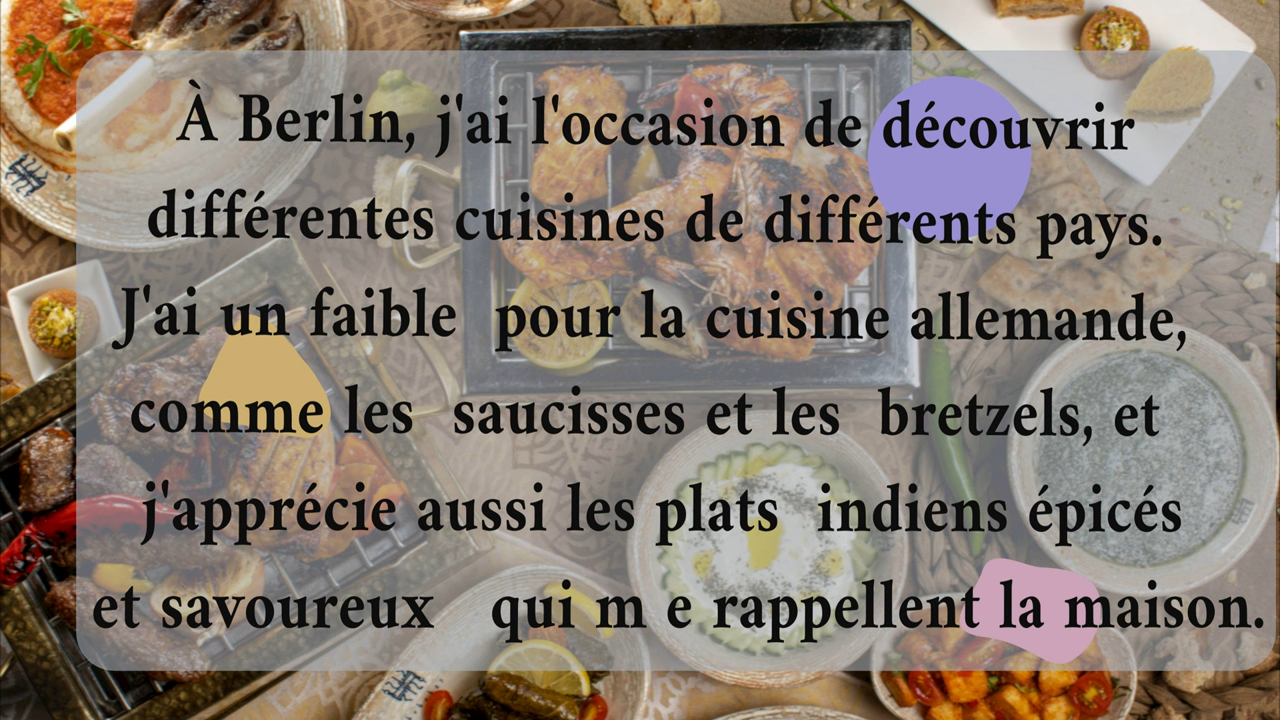 À Berlin, j'ai l'occasion de découvrir
différentes cuisines de différents pays.
J'ai un faible pour la cuisine allemande,
comme les saucisses et les bretzels, et
j'apprécie aussi les plats indiens épicés
et savoureux qui m e rappellent la maison.